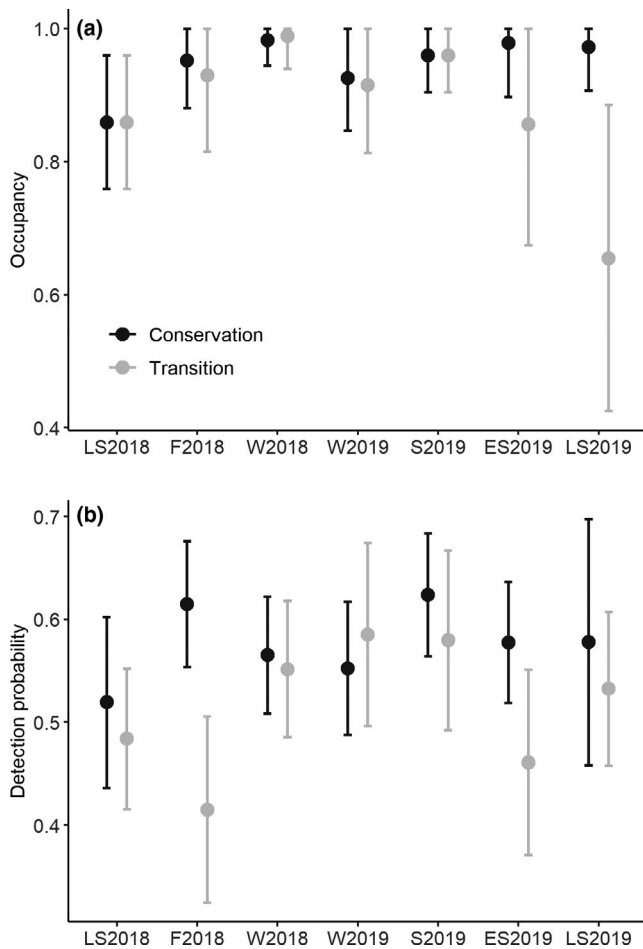 (a)
Occupancy
1.0
0.8
0.6
0.4
Conservation
Transition
LS2018 F2018 W2018 W2019 S2019 ES2019 LS2019
(b)
Detection probability
0.7
0.6
0.5
0.4
LS2018 F2018 W2018 W2019 S2019 ES2019 LS2019